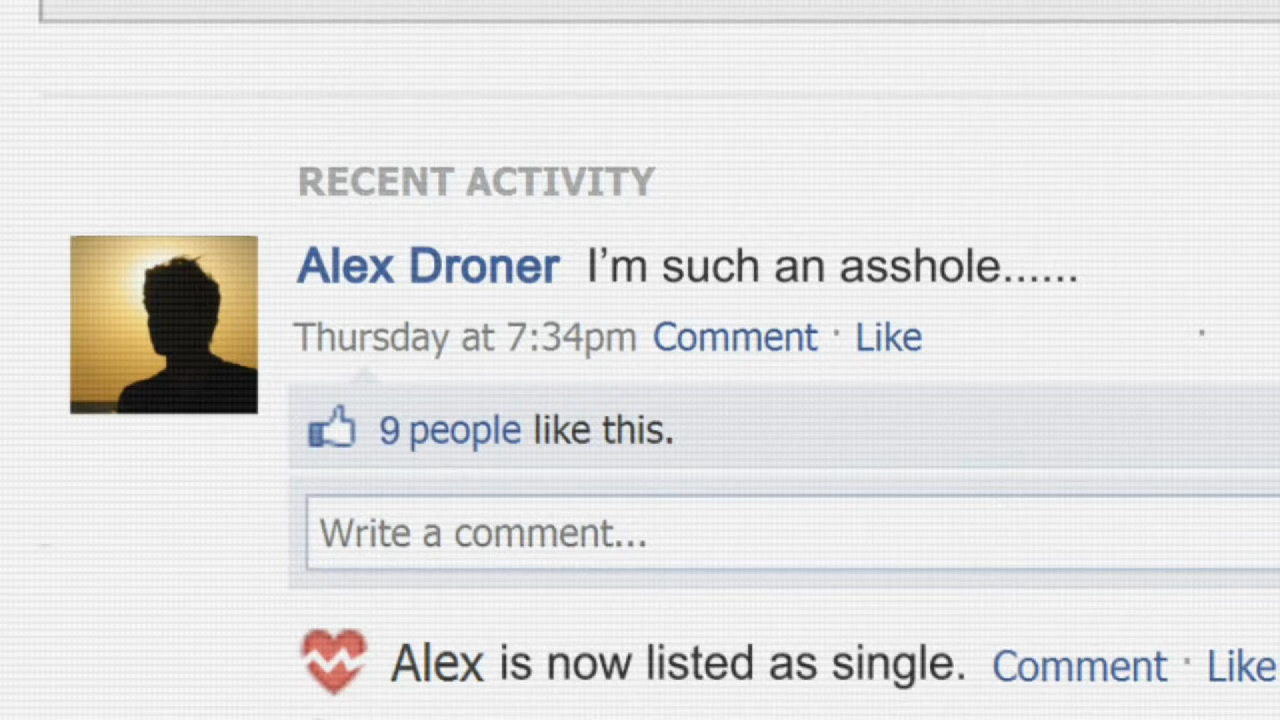 RECENT ACTIVITY
Alex Droner I’m such an asshole......
Thursday at 7:34pm Comment · Like ·
9 people like this.
Write a comment...
Alex is now listed as single. Comment · Like